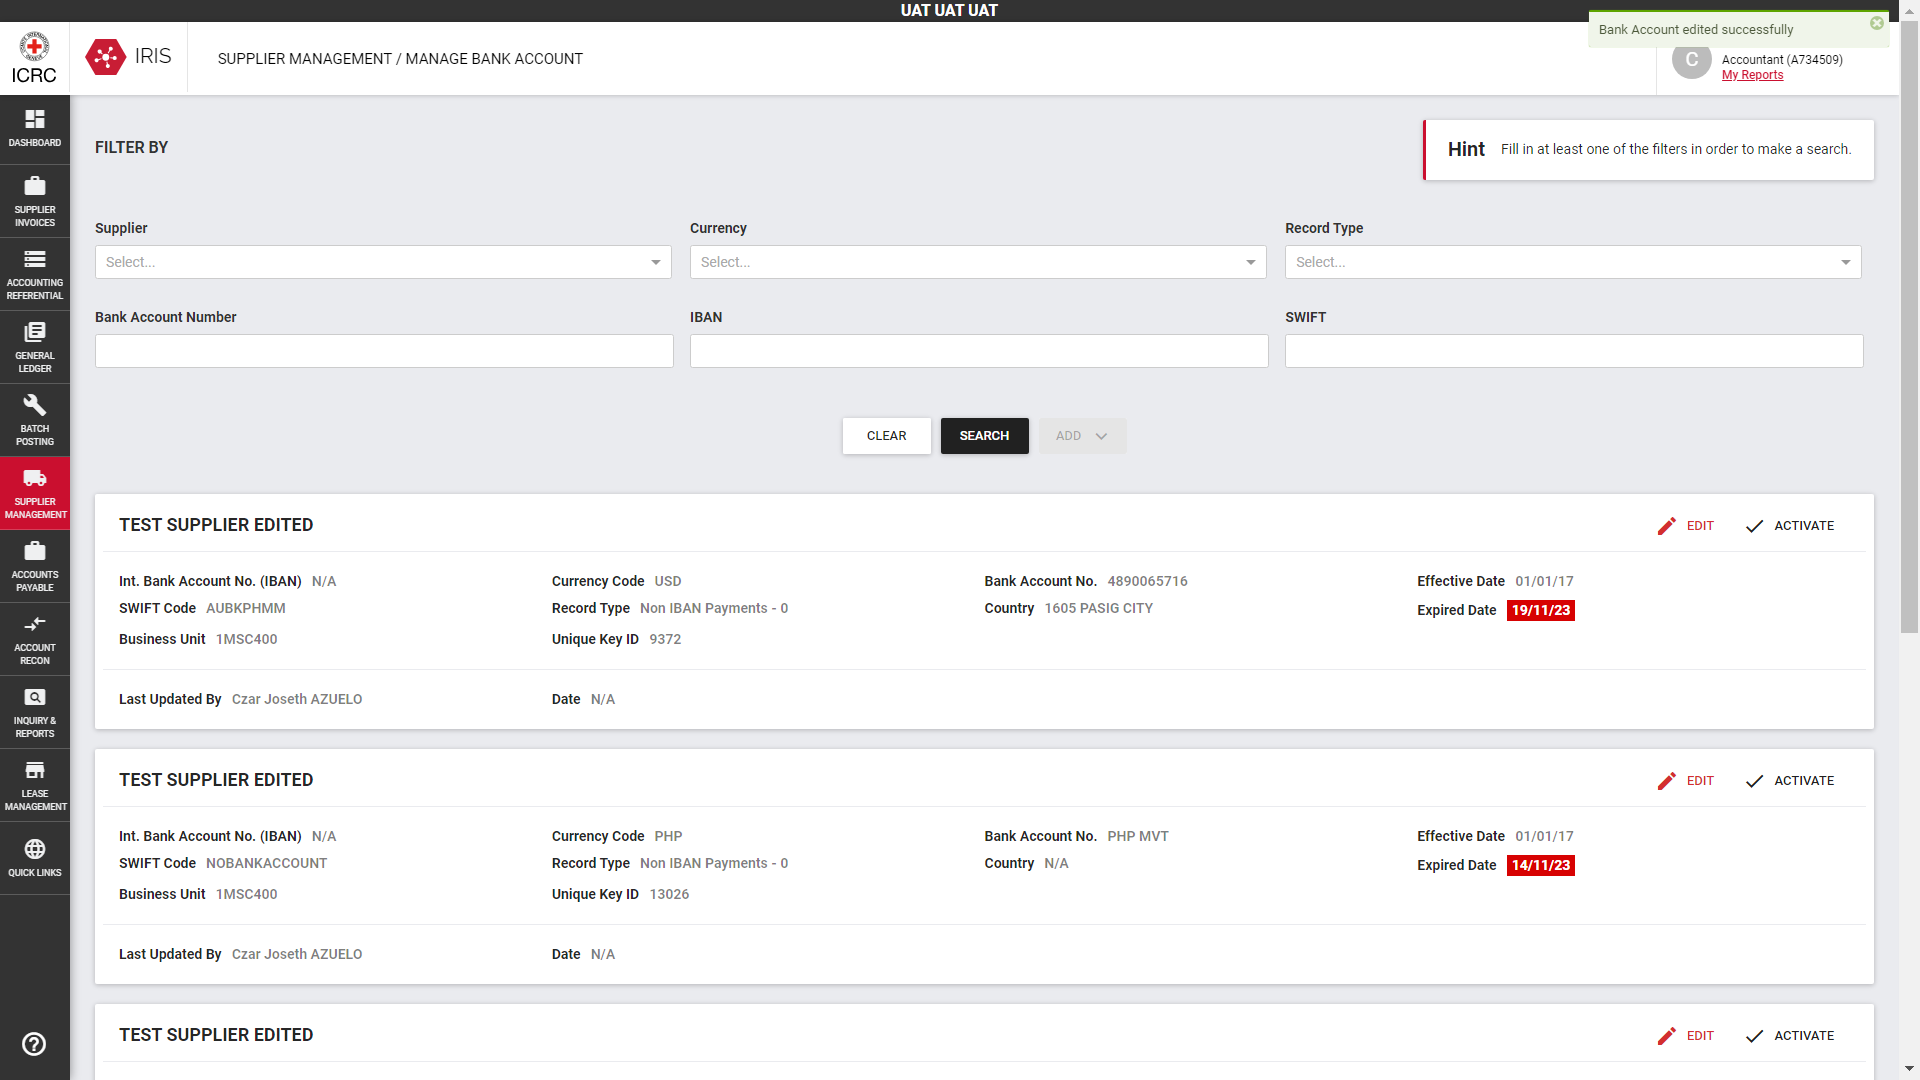 UAT UAT UAT
Bank Account edited successfully
ICRC
IRIS
SUPPLIER MANAGEMENT / MANAGE BANK ACCOUNT
C
Accountant (A734509)
My Reports
DASHBOARD
SUPPLIER
INVOICES
ACCOUNTING
REFERENTIAL
GENERAL
LEDGER
BATCH
POSTING
SUPPLIER
MANAGEMENT
ACCOUNTS
PAYABLE
ACCOUNT
RECON
INQUIRY &
REPORTS
LEASE
MANAGEMENT
QUICK LINKS
FILTER BY
Hint Fill in at least one of the filters in order to make a search.
Supplier Currency Record Type
Select... Select... Select...
Bank Account Number IBAN SWIFT
CLEAR SEARCH ADD
TEST SUPPLIER EDITED EDIT ACTIVATE
Int. Bank Account No. (IBAN) N/A Currency Code USD Bank Account No. 4890065716 Effective Date 01/01/17
SWIFT Code AUBKPHMM Record Type Non IBAN Payments - 0 Country 1605 PASIG CITY Expired Date 19/11/23
Business Unit 1MSC400 Unique Key ID 9372
Last Updated By Czar Joseth AZUELO Date N/A
TEST SUPPLIER EDITED EDIT ACTIVATE
Int. Bank Account No. (IBAN) N/A Currency Code PHP Bank Account No. PHP MVT Effective Date 01/01/17
SWIFT Code NOBANKACCOUNT Record Type Non IBAN Payments - 0 Country N/A Expired Date 14/11/23
Business Unit 1MSC400 Unique Key ID 13026
Last Updated By Czar Joseth AZUELO Date N/A
TEST SUPPLIER EDITED EDIT ACTIVATE